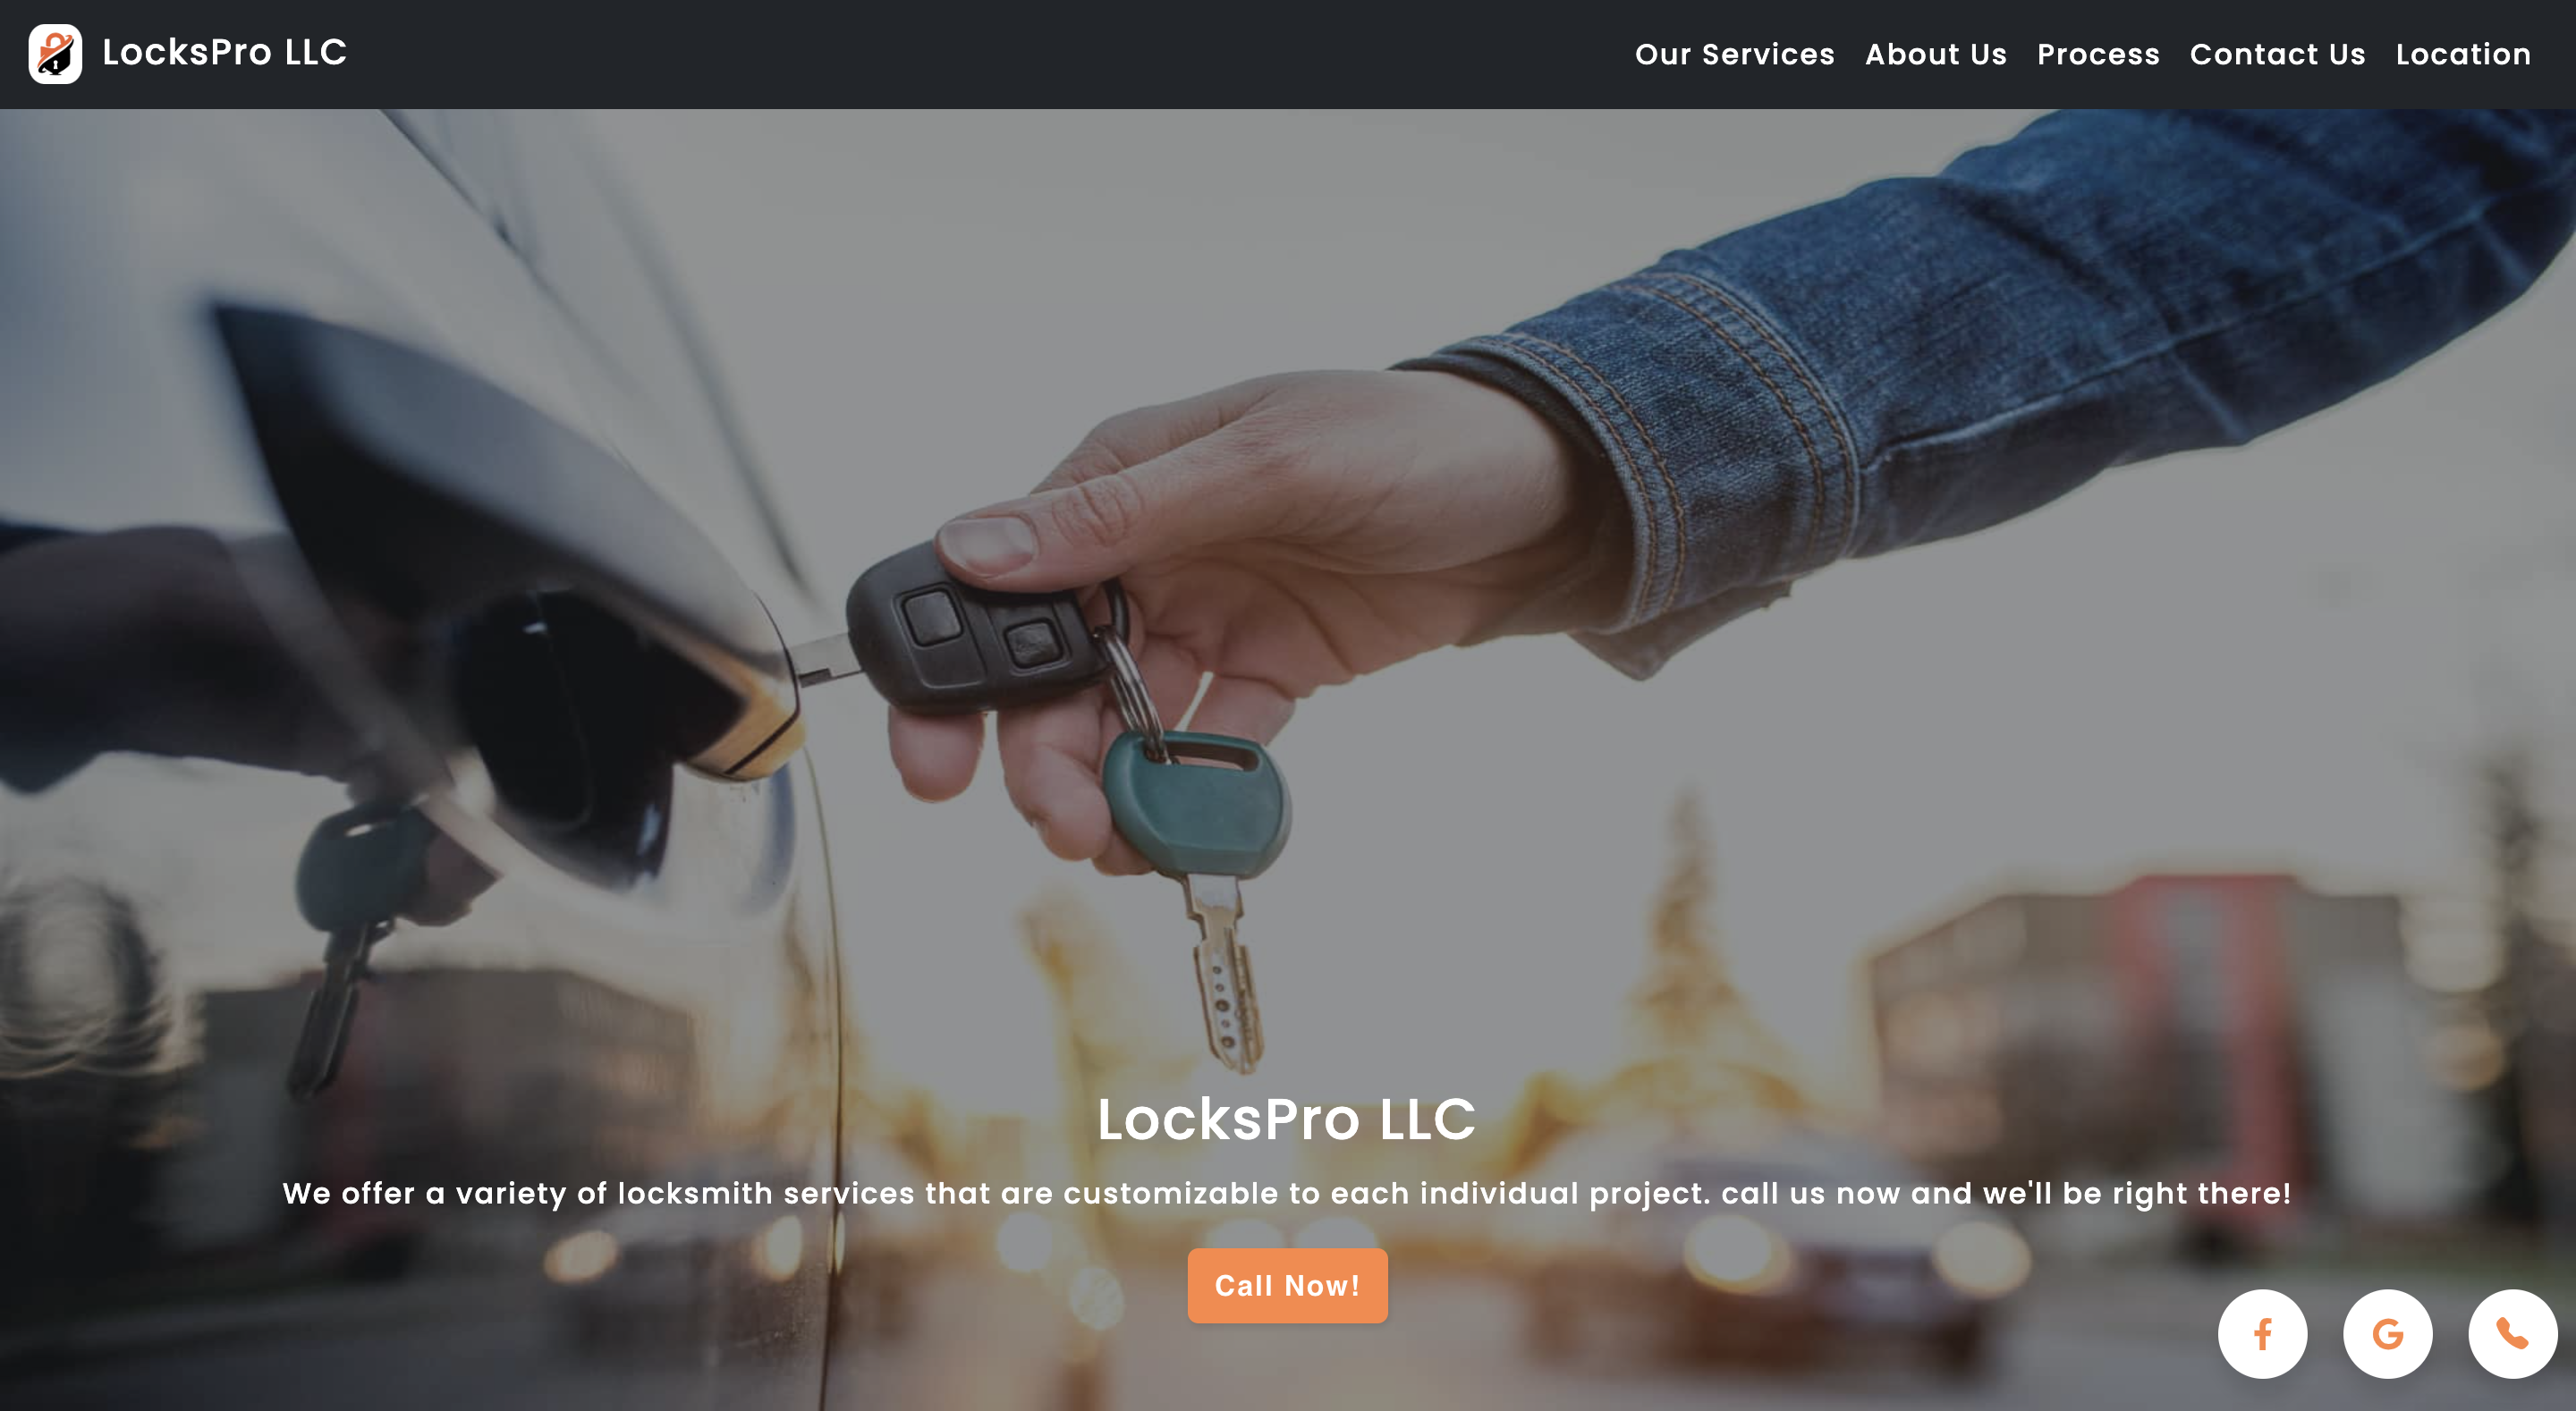 LocksPro LLC
Our Services About Us Process Contact Us Location
LocksPro LLC
We offer a variety of locksmith services that are customizable to each individual project. call us now and we'll be right there!
Call Now!